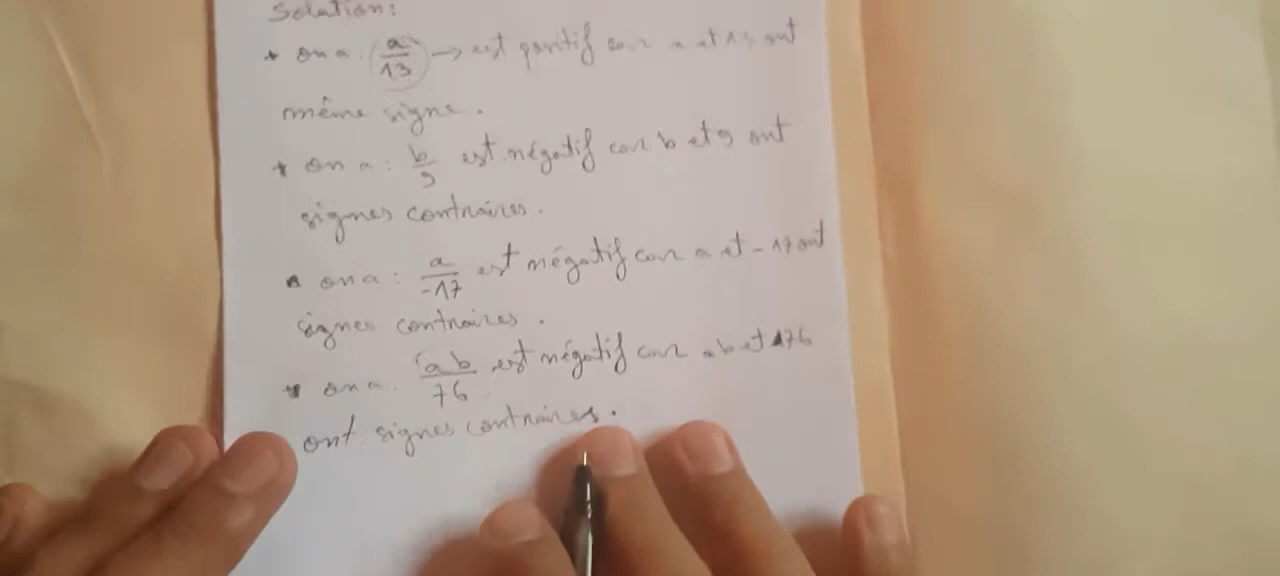 Solution:
* on a : a/13 → est positif car a et 13 ont
même signe.
* on a : b/9 est négatif car b et 9 ont
signes contraires.
* on a : a/-17 est négatif car a et -17 ont
signes contraires.
* on a : ab/76 est négatif car ab et 76
ont signes contraires.